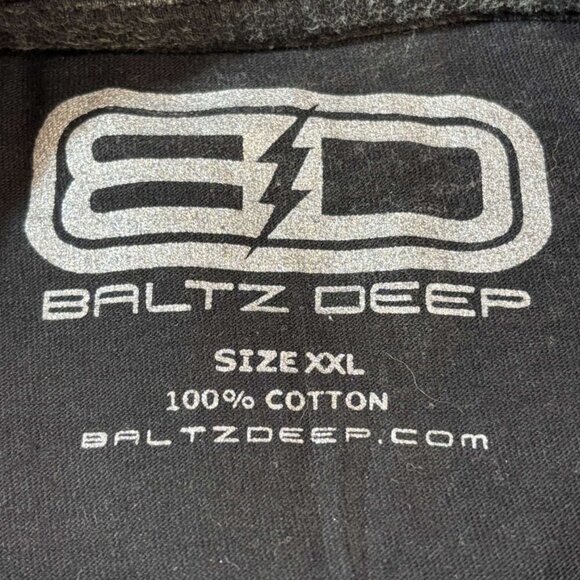 BD
BALTZ DEEP
SIZE XXL
100% COTTON
BALTZDEEP.COM